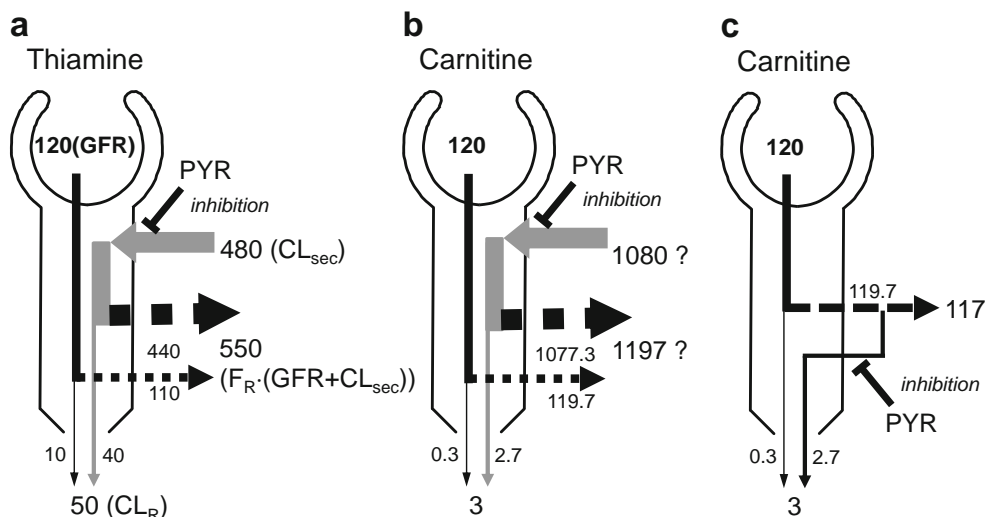 a
Thiamine
120(GFR)
PYR
inhibition
480 (CLsec)
440
550
(FR·(GFR+CLsec))
110
10
40
50 (CLR)
b
Carnitine
120
PYR
inhibition
1080 ?
1077.3
1197 ?
119.7
0.3
2.7
3
c
Carnitine
120
119.7
117
inhibition
PYR
0.3
2.7
3